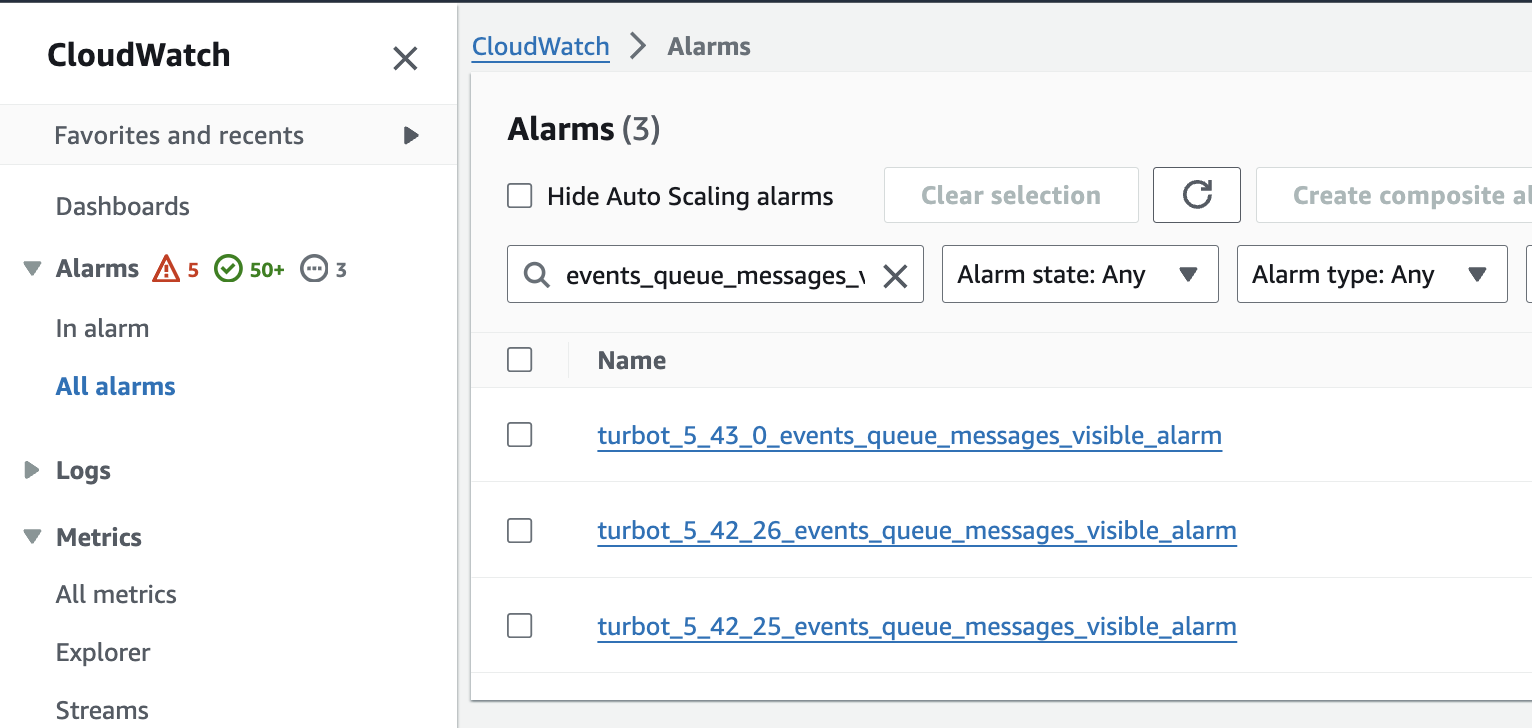 CloudWatch
Favorites and recents
Dashboards
Alarms 5 50+ 3
In alarm
All alarms
Logs
Metrics
All metrics
Explorer
Streams
CloudWatch > Alarms
Alarms (3)
Hide Auto Scaling alarms
Clear selection
Create composite al
events_queue_messages_v
Alarm state: Any
Alarm type: Any
Name
turbot_5_43_0_events_queue_messages_visible_alarm
turbot_5_42_26_events_queue_messages_visible_alarm
turbot_5_42_25_events_queue_messages_visible_alarm